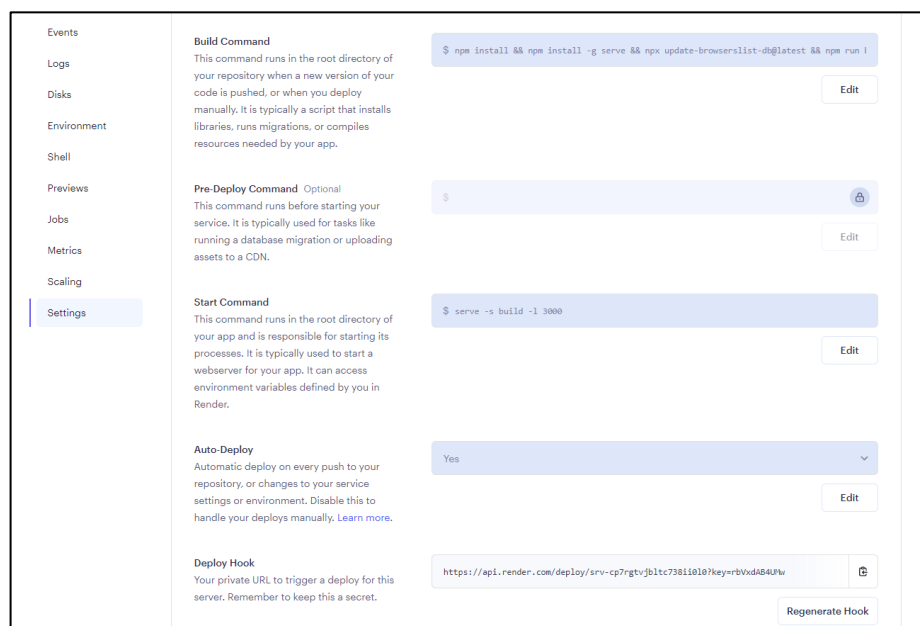 Events
Logs
Disks
Environment
Shell
Previews
Jobs
Metrics
Scaling
Settings
Build Command
This command runs in the root directory of
your repository when a new version of your
code is pushed, or when you deploy
manually. It is typically a script that installs
libraries, runs migrations, or compiles
resources needed by your app.
$ npm install && npm install -g serve && npx update-browserslist-db@latest && npm run
Edit
Pre-Deploy Command Optional
This command runs before starting your
service. It is typically used for tasks like
running a database migration or uploading
assets to a CDN.
$
Edit
Start Command
This command runs in the root directory of
your app and is responsible for starting its
processes. It is typically used to start a
webserver for your app. It can access
environment variables defined by you in
Render.
$ serve -s build -l 3000
Edit
Auto-Deploy
Automatic deploy on every push to your
repository, or changes to your service
settings or environment. Disable this to
handle your deploys manually. Learn more.
Yes
Edit
Deploy Hook
Your private URL to trigger a deploy for this
server. Remember to keep this a secret.
https://api.render.com/deploy/srv-cp7rgtvjbltc738ii0l0?key=rbVxdAB4UMw
Regenerate Hook